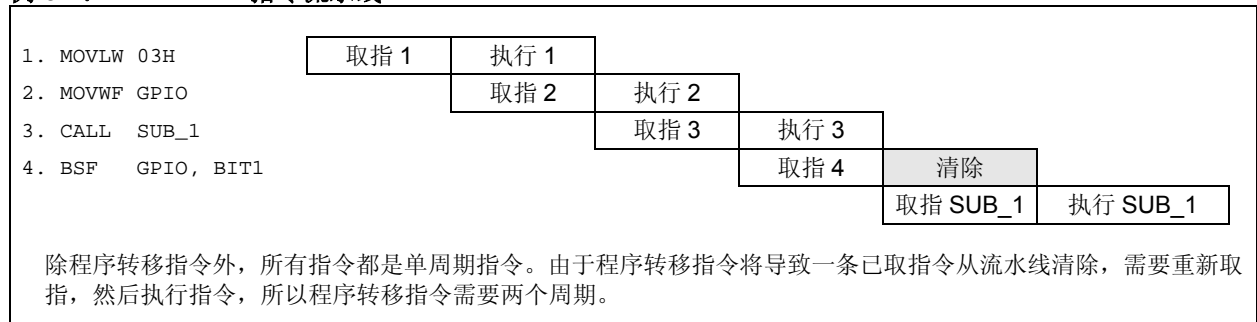 1. MOVLW 03H 取指 1 执行 1
2. MOVWF GPIO 取指 2 执行 2
3. CALL SUB_1 取指 3 执行 3
4. BSF GPIO, BIT1 取指 4 清除
取指 SUB_1 执行 SUB_1
除程序转移指令外，所有指令都是单周期指令。由于程序转移指令将导致一条已取指令从流水线清除，需要重新取
指，然后执行指令，所以程序转移指令需要两个周期。